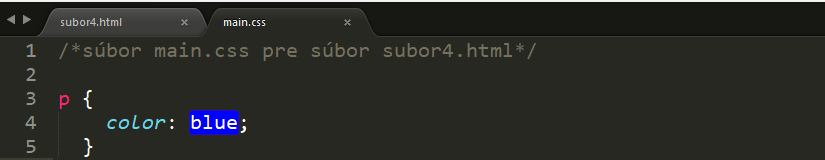 subor4.html × main.css ×
1 /*súbor main.css pre súbor subor4.html*/
2
3 p {
4 color: blue;
5 }